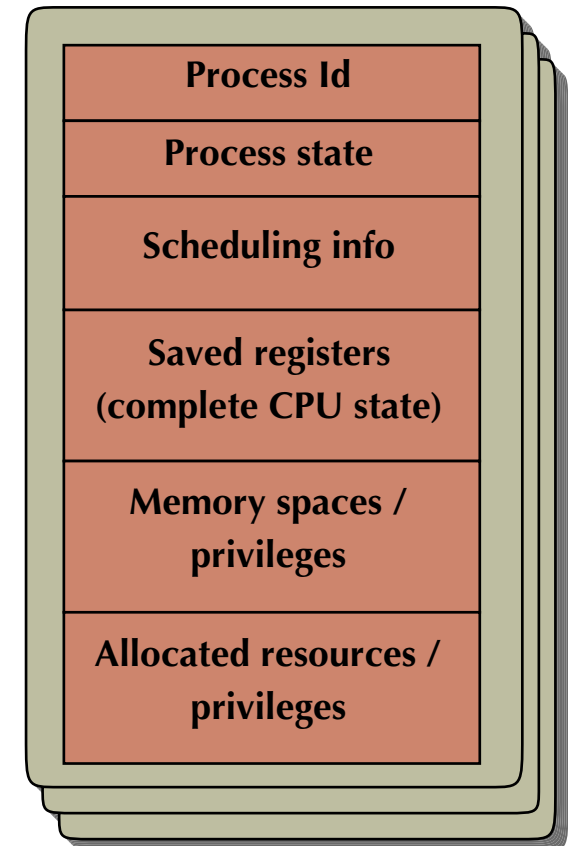 Process Id
Process state
Scheduling info
Saved registers
(complete CPU state)
Memory spaces /
privileges
Allocated resources /
privileges